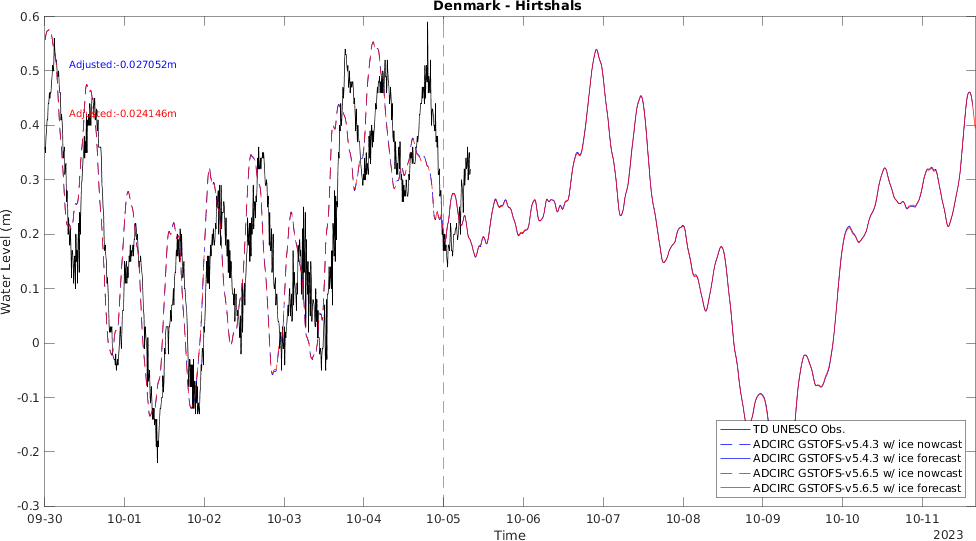 Denmark - Hirtshals
0.6
0.5
0.4
0.3
0.2
0.1
0
-0.1
-0.2
-0.3
Water Level (m)
Adjusted:-0.027052m
Adjusted:-0.024146m
TD UNESCO Obs.
ADCIRC GSTOFS-v5.4.3 w/ ice nowcast
ADCIRC GSTOFS-v5.4.3 w/ ice forecast
ADCIRC GSTOFS-v5.6.5 w/ ice nowcast
ADCIRC GSTOFS-v5.6.5 w/ ice forecast
09-30 10-01 10-02 10-03 10-04 10-05 10-06 10-07 10-08 10-09 10-10 10-11
Time
2023